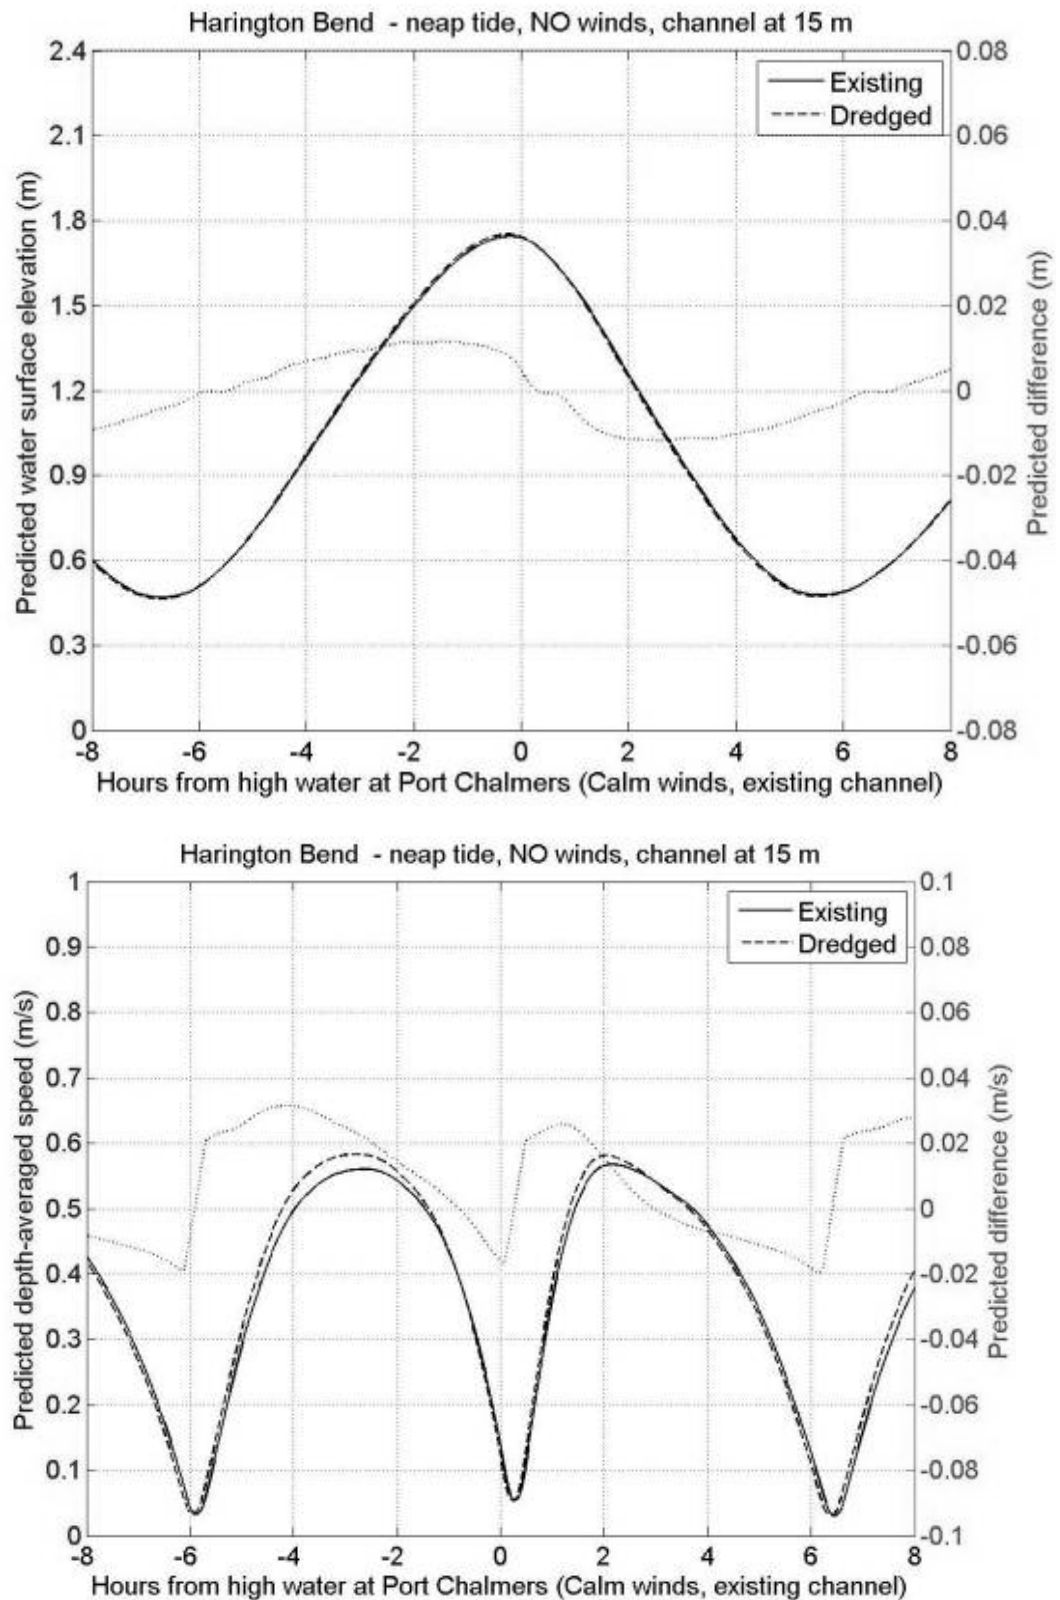 Harington Bend - neap tide, NO winds, channel at 15 m
2.4
2.1
1.8
1.5
1.2
0.9
0.6
0.3
0
Predicted water surface elevation (m)
Existing
Dredged
0.08
0.06
0.04
0.02
0
-0.02
-0.04
-0.06
-0.08
Predicted difference (m)
-8 -6 -4 -2 0 2 4 6 8
Hours from high water at Port Chalmers (Calm winds, existing channel)
Harington Bend - neap tide, NO winds, channel at 15 m
1
0.9
0.8
0.7
0.6
0.5
0.4
0.3
0.2
0.1
0
Predicted depth-averaged speed (m/s)
Existing
Dredged
0.1
0.08
0.06
0.04
0.02
0
-0.02
-0.04
-0.06
-0.08
-0.1
Predicted difference (m/s)
-8 -6 -4 -2 0 2 4 6 8
Hours from high water at Port Chalmers (Calm winds, existing channel)